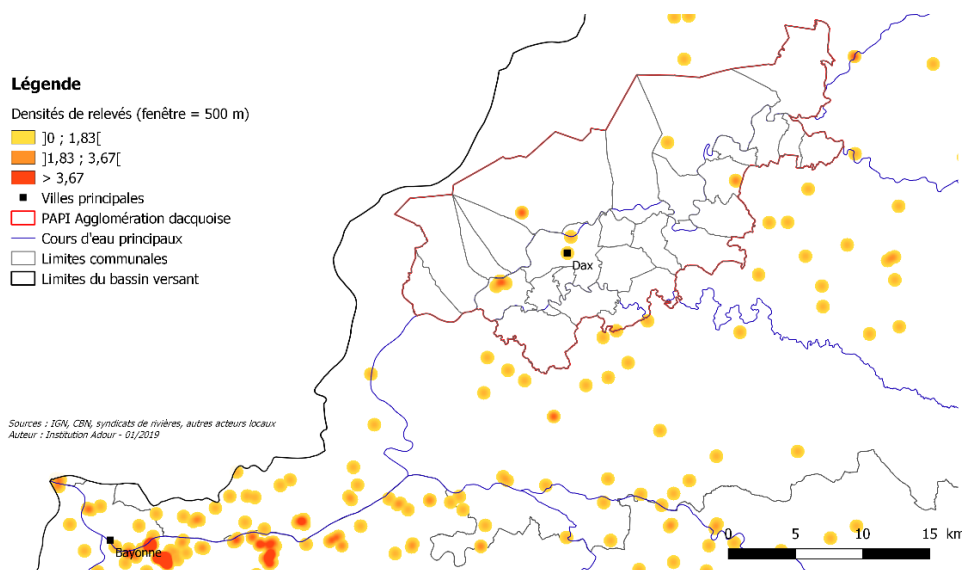 Légende
Densités de relevés (fenêtre = 500 m)
]0 ; 1,83[
]1,83 ; 3,67[
> 3,67
Villes principales
PAPI Agglomération dacquoise
Cours d'eau principaux
Limites communales
Limites du bassin versant
Dax
Sources : IGN, CBN, syndicats de rivières, autres acteurs locaux
Auteur : Institution Adour - 01/2019
Bayonne
0 5 10 15 km